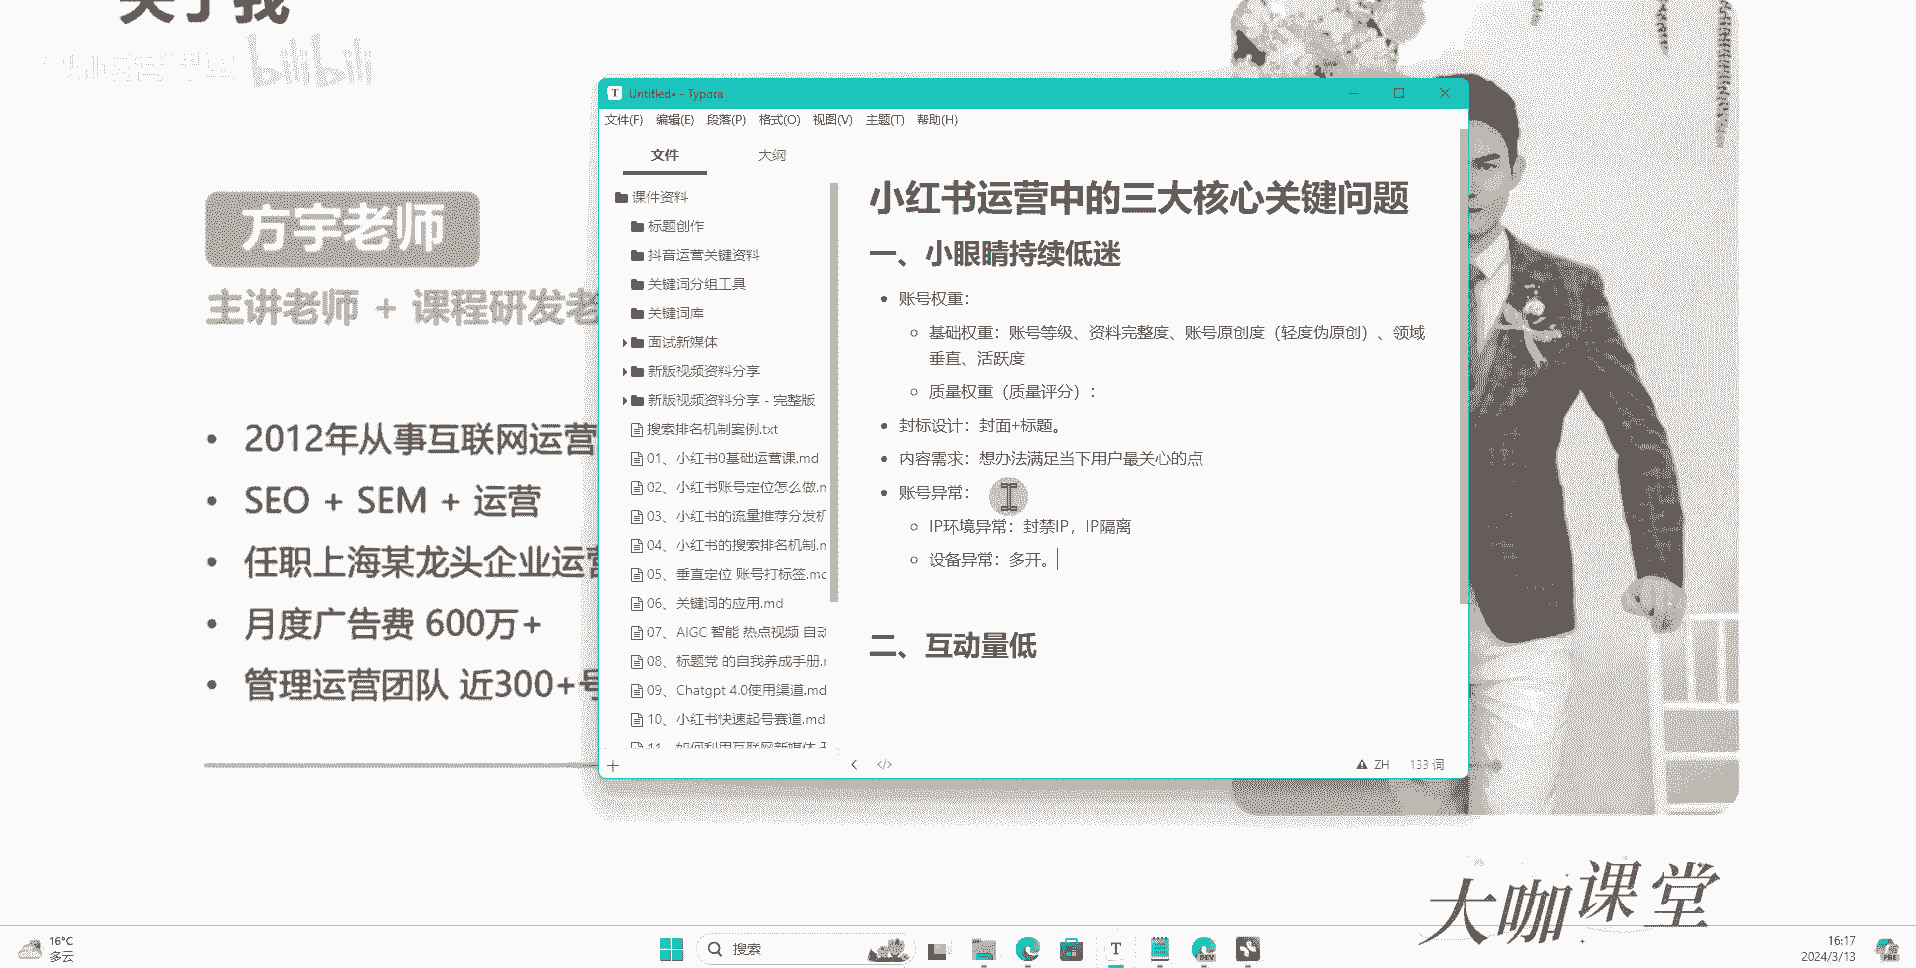 关于我
bilibili
方宇老师
主讲老师 + 课程研发老
2012年从事互联网运营
SEO + SEM + 运营
任职上海某龙头企业运营
月度广告费 600万+
管理运营团队 近300+号
Untitled• - Typora
文件(F) 编辑(E) 段落(P) 格式(O) 视图(V) 主题(T) 帮助(H)
文件 大纲
课件资料
标题创作
抖音运营关键资料
关键词分组工具
关键词库
面试新媒体
新版视频资料分享
新版视频资料分享 - 完整版
搜索排名机制案例.txt
01、小红书0基础运营课.md
02、小红书账号定位怎么做.m
03、小红书的流量推荐分发机
04、小红书的搜索排名机制.m
05、垂直定位 账号打标签.md
06、关键词的应用.md
07、AIGC 智能 热点视频 自动
08、标题党 的自我养成手册.m
09、Chatgpt 4.0使用渠道.md
10、小红书快速起号赛道.md
11、如何利用互联网新媒体
小红书运营中的三大核心关键问题
一、小眼睛持续低迷
账号权重：
基础权重：账号等级、资料完整度、账号原创度（轻度伪原创）、领域
垂直、活跃度
质量权重（质量评分）：
封标设计：封面+标题。
内容需求：想办法满足当下用户最关心的点
账号异常：
IP环境异常：封禁IP，IP隔离
设备异常：多开。
二、互动量低
ZH 133 词
大咖课堂
16°C
多云
搜索
T
DEV
16:17
2024/3/13
PRE